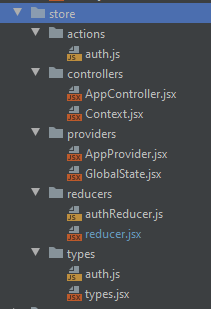 store
actions
auth.js
controllers
AppController.jsx
Context.jsx
providers
AppProvider.jsx
GlobalState.jsx
reducers
authReducer.js
reducer.jsx
types
auth.js
types.jsx